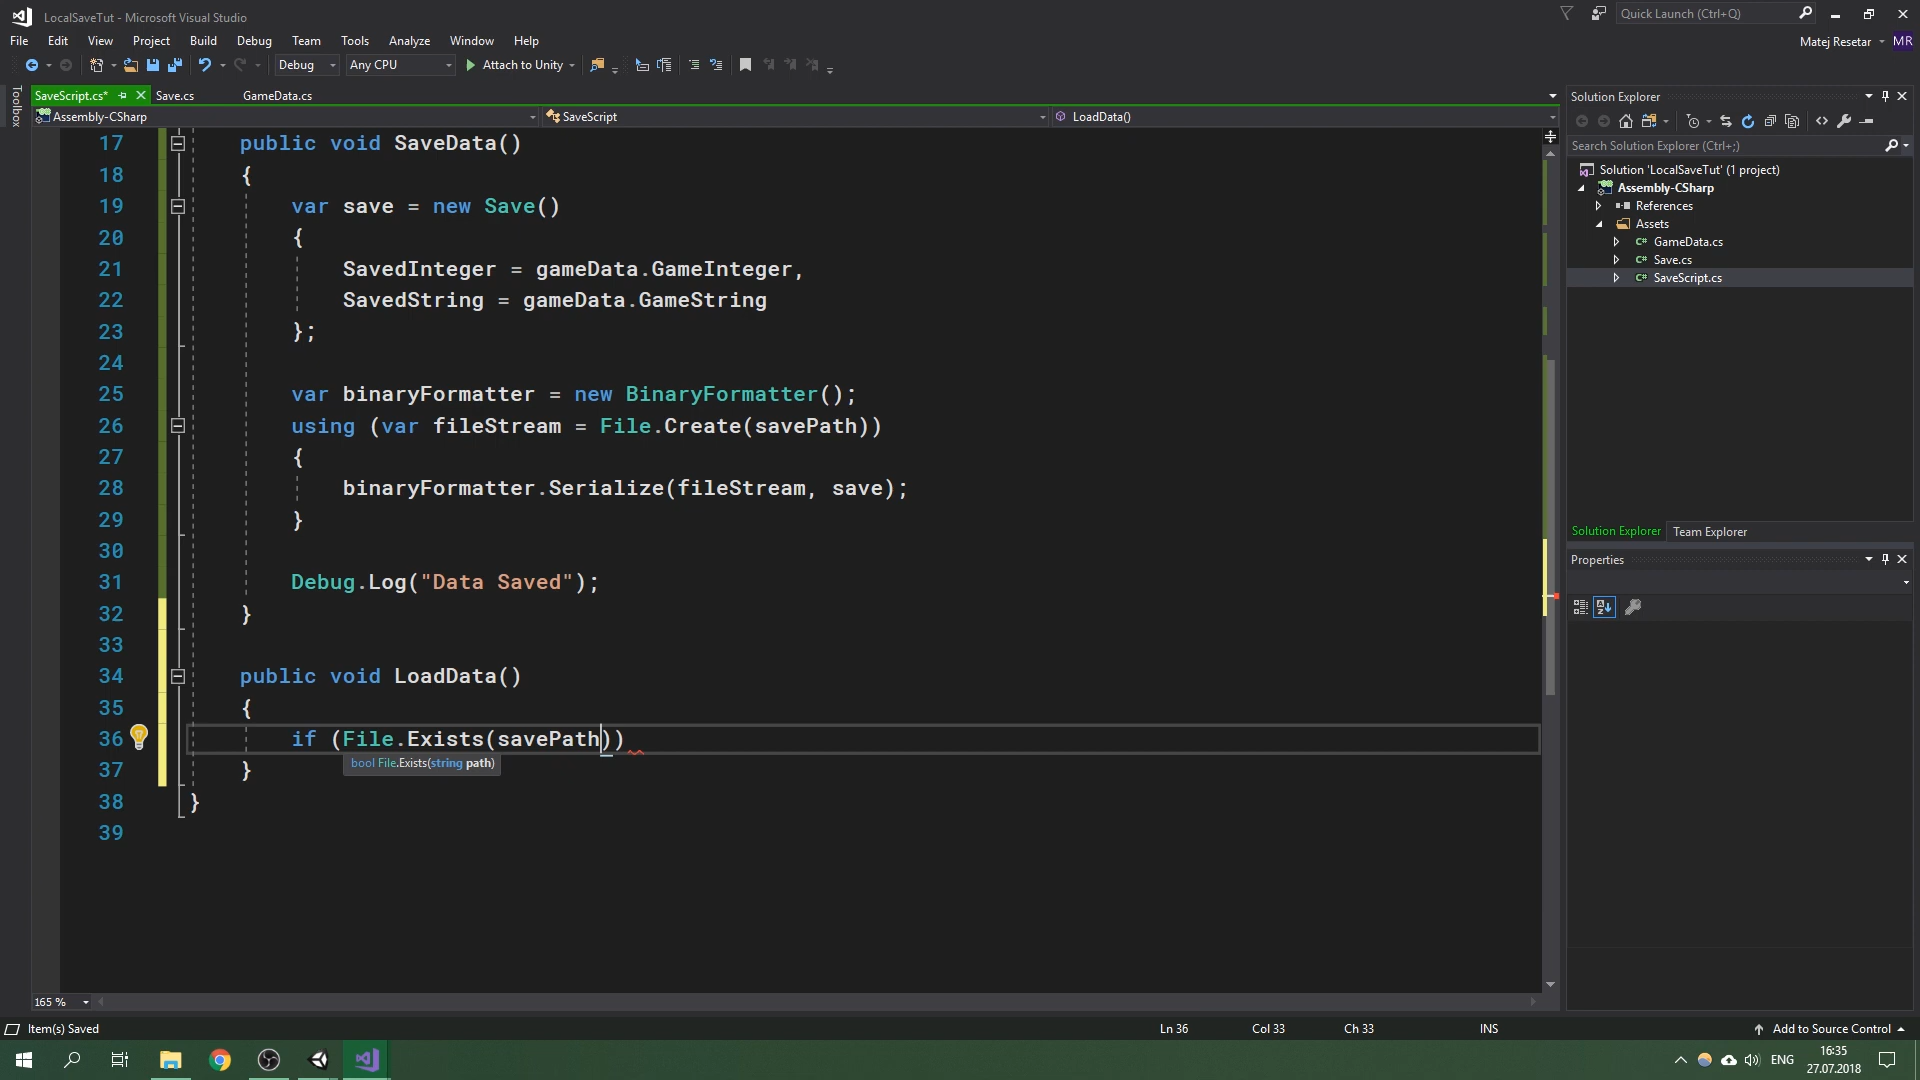 LocalSaveTut - Microsoft Visual Studio
Quick Launch (Ctrl+Q)
File Edit View Project Build Debug Team Tools Analyze Window Help
Matej Resetar MR
Debug Any CPU Attach to Unity
Toolbox
SaveScript.cs* Save.cs GameData.cs
Assembly-CSharp SaveScript LoadData()
17 public void SaveData()
18 {
19 var save = new Save()
20 {
21 SavedInteger = gameData.GameInteger,
22 SavedString = gameData.GameString
23 };
24
25 var binaryFormatter = new BinaryFormatter();
26 using (var fileStream = File.Create(savePath))
27 {
28 binaryFormatter.Serialize(fileStream, save);
29 }
30
31 Debug.Log("Data Saved");
32 }
33
34 public void LoadData()
35 {
36 if (File.Exists(savePath))
bool File.Exists(string path)
37 }
38 }
39
165 %
Solution Explorer
Search Solution Explorer (Ctrl+;)
Solution 'LocalSaveTut' (1 project)
Assembly-CSharp
References
Assets
C# GameData.cs
C# Save.cs
C# SaveScript.cs
Solution Explorer Team Explorer
Properties
Item(s) Saved Ln 36 Col 33 Ch 33 INS Add to Source Control
ENG 16:35
27.07.2018